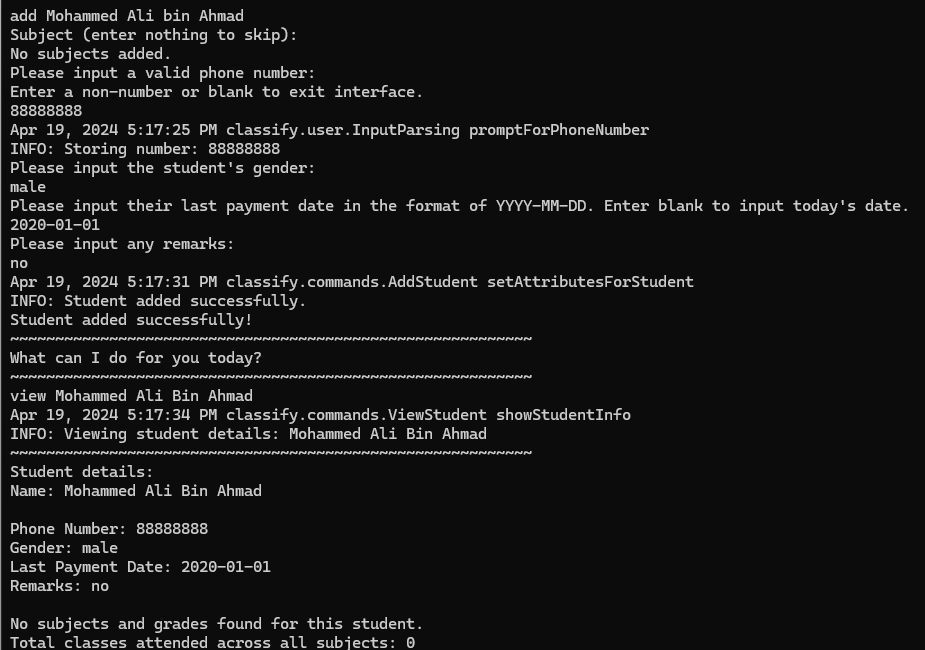 add Mohammed Ali bin Ahmad
Subject (enter nothing to skip):
No subjects added.
Please input a valid phone number:
Enter a non-number or blank to exit interface.
88888888
Apr 19, 2024 5:17:25 PM classify.user.InputParsing promptForPhoneNumber
INFO: Storing number: 88888888
Please input the student's gender:
male
Please input their last payment date in the format of YYYY-MM-DD. Enter blank to input today's date.
2020-01-01
Please input any remarks:
no
Apr 19, 2024 5:17:31 PM classify.commands.AddStudent setAttributesForStudent
INFO: Student added successfully.
Student added successfully!
~~~~~~~~~~~~~~~~~~~~~~~~~~~~~~~~~~~~~~~~~~~~~~~~~~~~~~~~~~
What can I do for you today?
~~~~~~~~~~~~~~~~~~~~~~~~~~~~~~~~~~~~~~~~~~~~~~~~~~~~~~~~~~
view Mohammed Ali Bin Ahmad
Apr 19, 2024 5:17:34 PM classify.commands.ViewStudent showStudentInfo
INFO: Viewing student details: Mohammed Ali Bin Ahmad
~~~~~~~~~~~~~~~~~~~~~~~~~~~~~~~~~~~~~~~~~~~~~~~~~~~~~~~~~~
Student details:
Name: Mohammed Ali Bin Ahmad
Phone Number: 88888888
Gender: male
Last Payment Date: 2020-01-01
Remarks: no
No subjects and grades found for this student.
Total classes attended across all subjects: 0